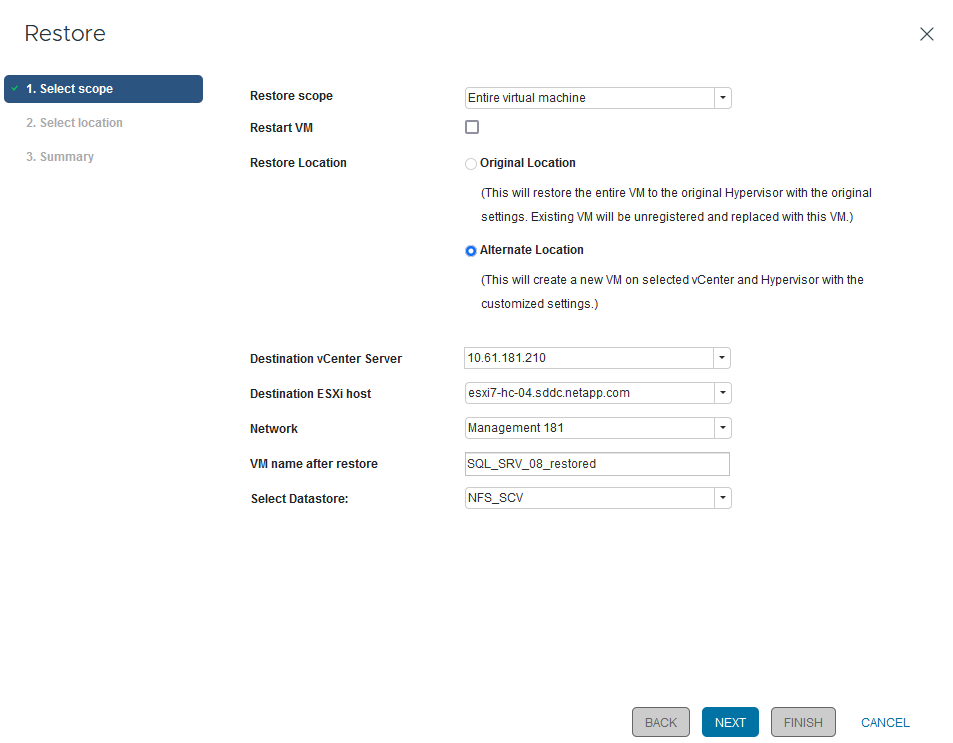 Restore
1. Select scope
2. Select location
3. Summary
Restore scope
Entire virtual machine
Restart VM
Restore Location
Original Location
(This will restore the entire VM to the original Hypervisor with the original
settings. Existing VM will be unregistered and replaced with this VM.)
Alternate Location
(This will create a new VM on selected vCenter and Hypervisor with the
customized settings.)
Destination vCenter Server
10.61.181.210
Destination ESXi host
esxi7-hc-04.sddc.netapp.com
Network
Management 181
VM name after restore
SQL_SRV_08_restored
Select Datastore:
NFS_SCV
BACK
NEXT
FINISH
CANCEL